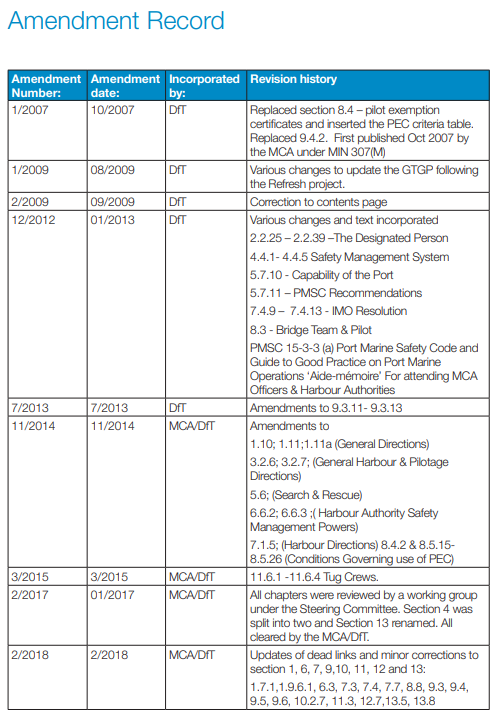 Amendment Record
Amendment Amendment Incorporated Revision history
Number: date: by:
1/2007 10/2007 DfT Replaced section 8.4 – pilot exemption
certificates and inserted the PEC criteria table.
Replaced 9.4.2. First published Oct 2007 by
the MCA under MIN 307(M)
1/2009 08/2009 DfT Various changes to update the GTGP following
the Refresh project.
2/2009 09/2009 DfT Correction to contents page
12/2012 01/2013 DfT Various changes and text incorporated
2.2.25 – 2.2.39 –The Designated Person
4.4.1- 4.4.5 Safety Management System
5.7.10 - Capability of the Port
5.7.11 – PMSC Recommendations
7.4.9 – 7.4.13 - IMO Resolution
8.3 - Bridge Team & Pilot
PMSC 15-3-3 (a) Port Marine Safety Code and
Guide to Good Practice on Port Marine
Operations ‘Aide-mémoire’ For attending MCA
Officers & Harbour Authorities
7/2013 7/2013 DfT Amendments to 9.3.11- 9.3.13
11/2014 11/2014 MCA/DfT Amendments to
1.10; 1.11;1.11a (General Directions)
3.2.6; 3.2.7; (General Harbour & Pilotage
Directions)
5.6; (Search & Rescue)
6.6.2; 6.6.3 ;( Harbour Authority Safety
Management Powers)
7.1.5; (Harbour Directions) 8.4.2 & 8.5.15-
8.5.26 (Conditions Governing use of PEC)
3/2015 3/2015 MCA/DfT 11.6.1 -11.6.4 Tug Crews.
2/2017 01/2017 MCA/DfT All chapters were reviewed by a working group
under the Steering Committee. Section 4 was
split into two and Section 13 renamed. All
cleared by the MCA/DfT.
2/2018 2/2018 MCA/DfT Updates of dead links and minor corrections to
section 1, 6, 7, 9,10, 11, 12 and 13:
1.7.1,1.9.6.1, 6.3, 7.3, 7.4, 7.7, 8.8, 9.3, 9.4,
9.5, 9.6, 10.2.7, 11.3, 12.7,13.5, 13.8